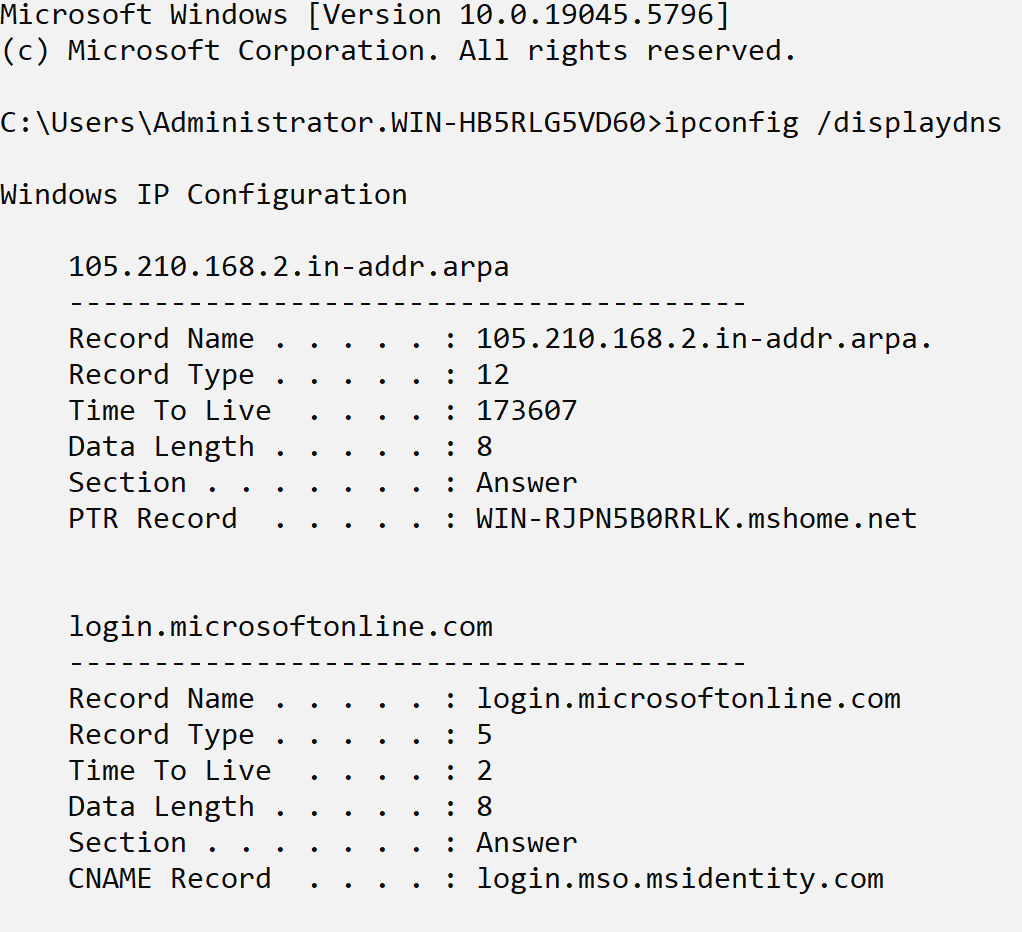 Microsoft Windows [Version 10.0.19045.5796]
(c) Microsoft Corporation. All rights reserved.
C:\Users\Administrator.WIN-HB5RLG5VD60>ipconfig /displaydns
Windows IP Configuration
105.210.168.2.in-addr.arpa
----------------------------------------
Record Name . . . . . : 105.210.168.2.in-addr.arpa.
Record Type . . . . . : 12
Time To Live  . . . . : 173607
Data Length . . . . . : 8
Section . . . . . . . : Answer
PTR Record  . . . . . : WIN-RJPN5B0RRLK.mshome.net
login.microsoftonline.com
----------------------------------------
Record Name . . . . . : login.microsoftonline.com
Record Type . . . . . : 5
Time To Live  . . . . : 2
Data Length . . . . . : 8
Section . . . . . . . : Answer
CNAME Record  . . . . : login.mso.msidentity.com